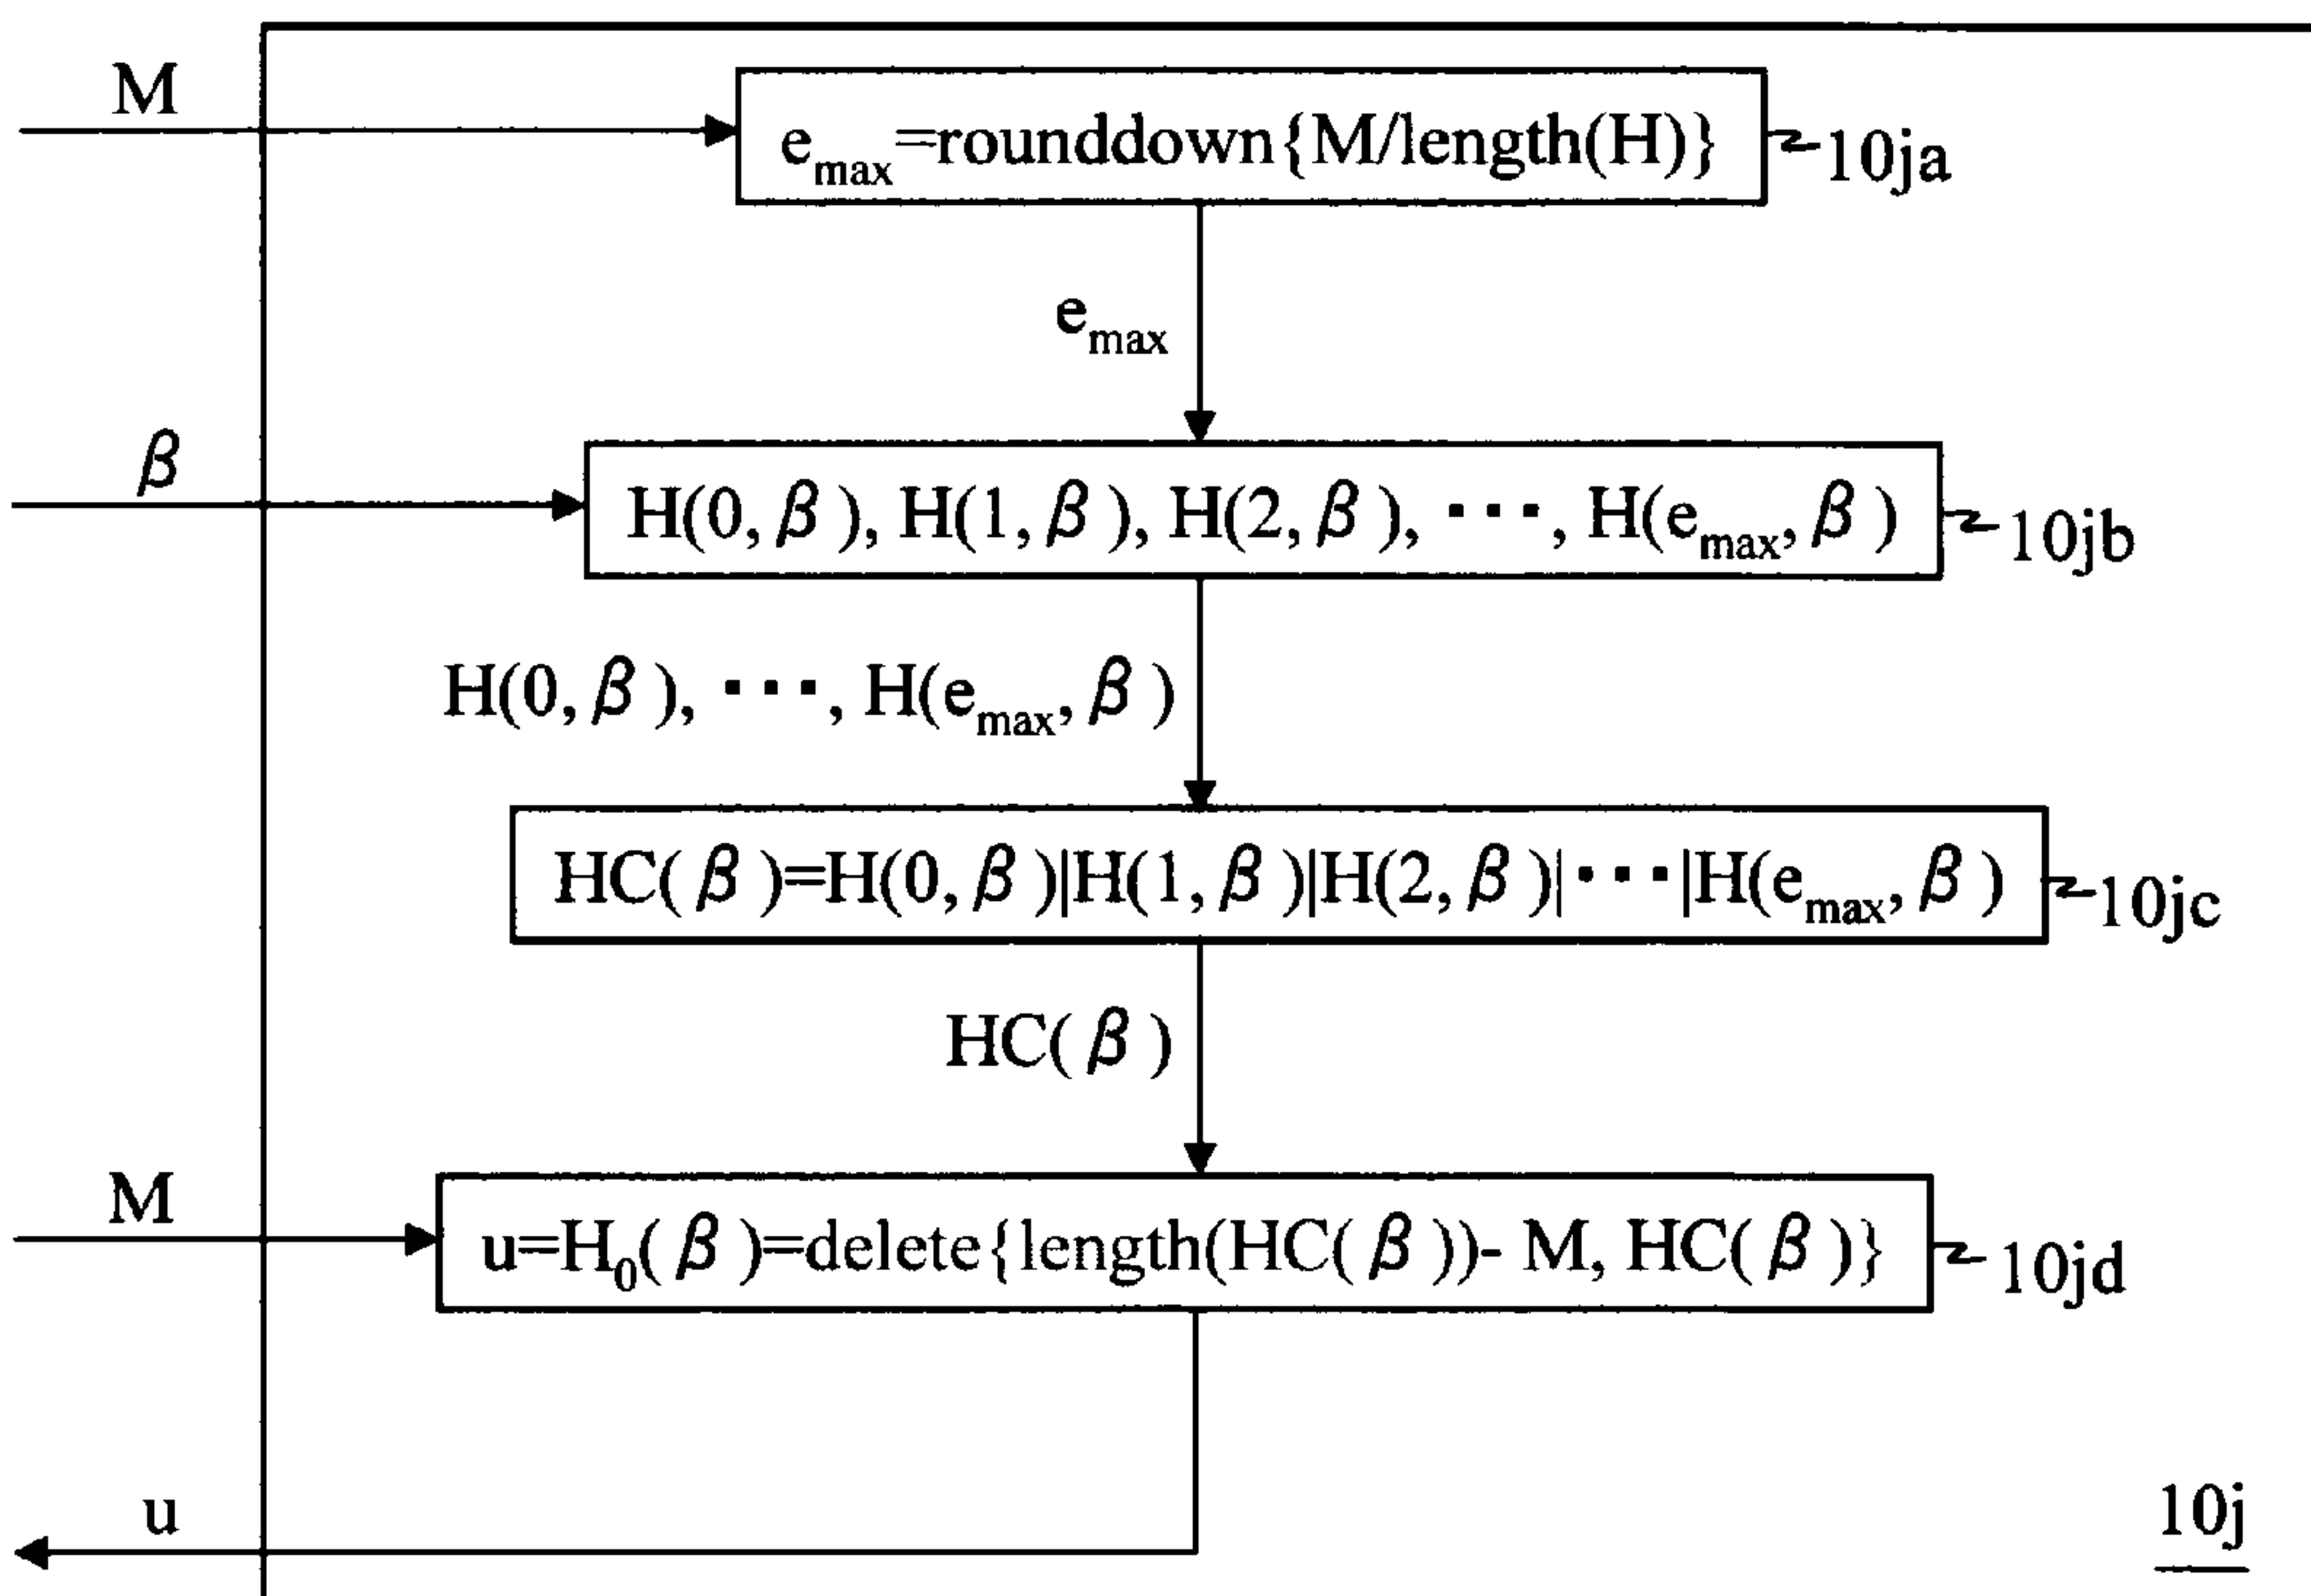 M
e_max=rounddown{M/length(H)}
10ja
e_max
β
H(0, β), H(1, β), H(2, β), ･･･, H(e_max, β)
10jb
H(0, β), ･･･, H(e_max, β)
HC(β)=H(0, β)|H(1, β)|H(2, β)|･･･|H(e_max, β)
10jc
HC(β)
M
u=H_0(β)=delete{length(HC(β))- M, HC(β)}
10jd
u
10j